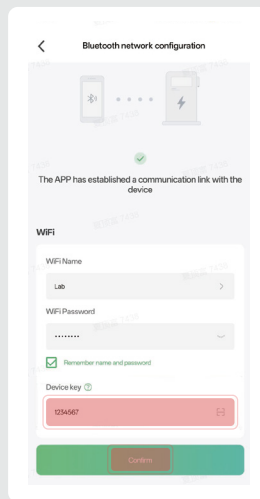 Bluetooth network configuration
The APP has established a communication link with the
device
WiFi
WiFi Name
Lab
WiFi Password
••••••••
Remember name and password
Device key
1234567
Confirm